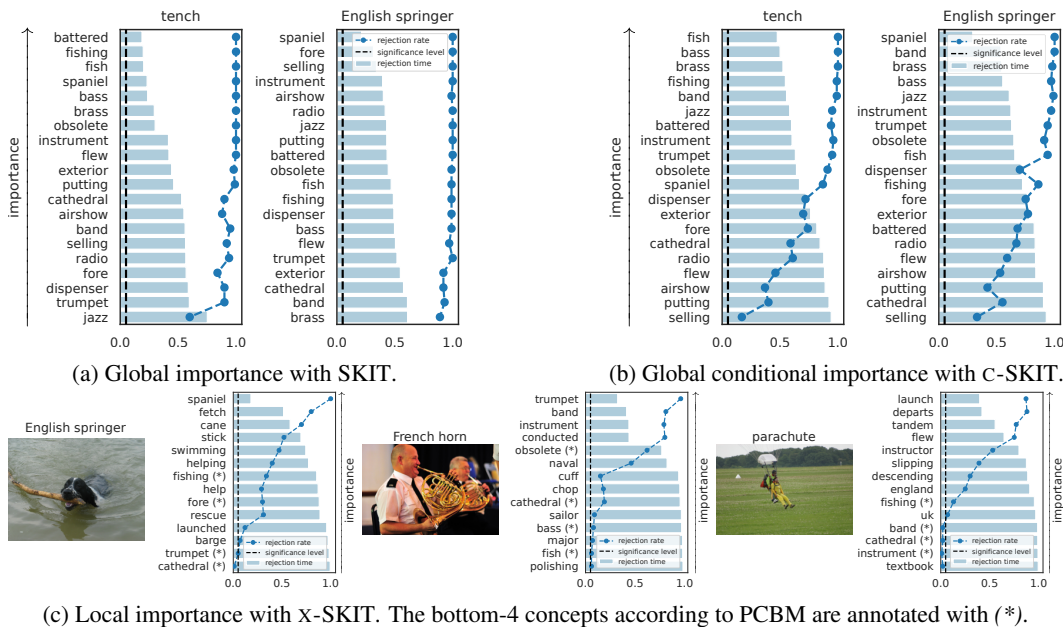 tench
importance
battered
fishing
fish
spaniel
bass
brass
obsolete
instrument
flew
exterior
putting
cathedral
airshow
band
selling
radio
fore
dispenser
trumpet
jazz
0.0 0.5 1.0
English springer
spaniel
fore
selling
instrument
airshow
radio
jazz
putting
battered
obsolete
fish
fishing
dispenser
bass
flew
trumpet
exterior
cathedral
band
brass
rejection rate
significance level
rejection time
0.0 0.5 1.0
(a) Global importance with SKIT.
tench
importance
fish
bass
brass
fishing
band
jazz
battered
instrument
trumpet
obsolete
spaniel
dispenser
exterior
fore
cathedral
radio
flew
airshow
putting
selling
0.0 0.5 1.0
English springer
spaniel
band
brass
bass
jazz
instrument
trumpet
obsolete
fish
dispenser
fishing
fore
exterior
battered
radio
airshow
putting
cathedral
selling
rejection rate
significance level
rejection time
0.0 0.5 1.0
(b) Global conditional importance with C-SKIT.
English springer
spaniel
fetch
cane
stick
swimming
helping
fishing (*)
help
fore (*)
rescue
launched
barge
trumpet (*)
cathedral (*)
rejection rate
significance level
rejection time
0.0 0.5 1.0
importance
French horn
trumpet
band
instrument
conducted
obsolete (*)
naval
cuff
chop
cathedral (*)
sailor
bass (*)
major
fish (*)
polishing
rejection rate
significance level
rejection time
0.0 0.5 1.0
importance
parachute
launch
departs
tandem
flew
instructor
slipping
descending
england
fishing (*)
uk
band (*)
cathedral (*)
instrument (*)
textbook
rejection rate
significance level
rejection time
0.0 0.5 1.0
importance
(c) Local importance with X-SKIT. The bottom-4 concepts according to PCBM are annotated with (*).